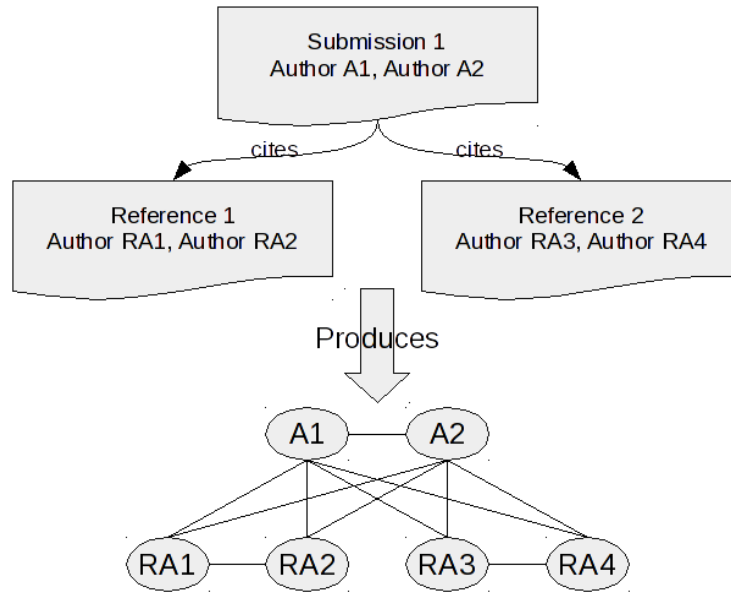 Submission 1
Author A1, Author A2
cites
cites
Reference 1
Author RA1, Author RA2
Reference 2
Author RA3, Author RA4
Produces
A1
A2
RA1
RA2
RA3
RA4